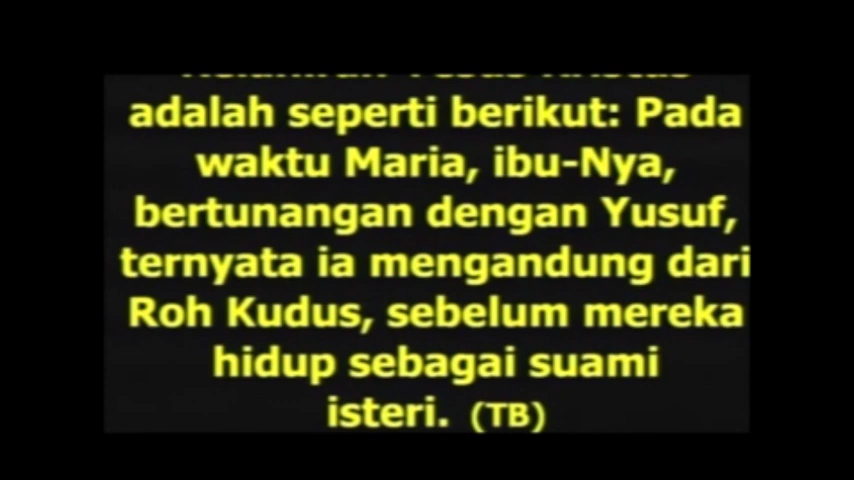 adalah seperti berikut: Pada
waktu Maria, ibu-Nya,
bertunangan dengan Yusuf,
ternyata ia mengandung dari
Roh Kudus, sebelum mereka
hidup sebagai suami
isteri. (TB)